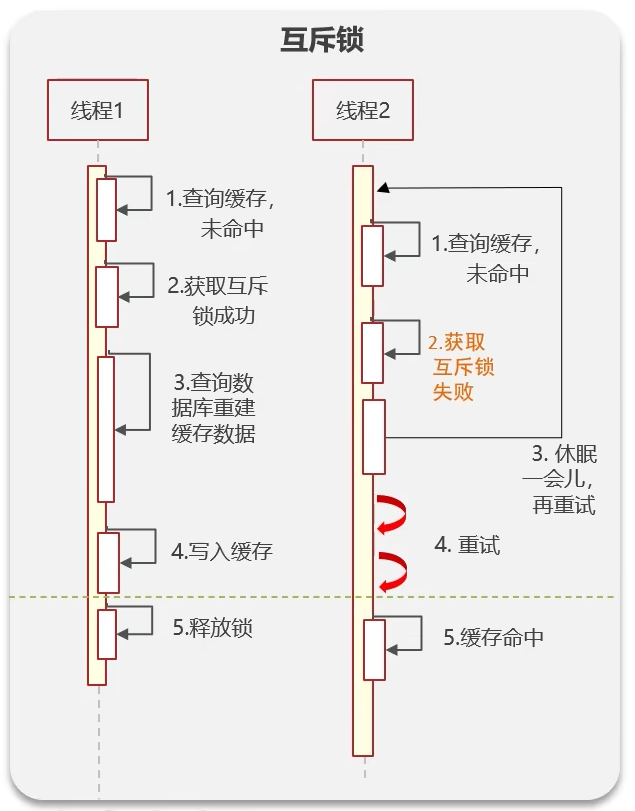 互斥锁
线程1
线程2
1.查询缓存，
未命中
2.获取互斥
锁成功
3.查询数
据库重建
缓存数据
4.写入缓存
5.释放锁
1.查询缓存，
未命中
2.获取
互斥锁
失败
3. 休眠
一会儿，
再重试
4. 重试
5.缓存命中